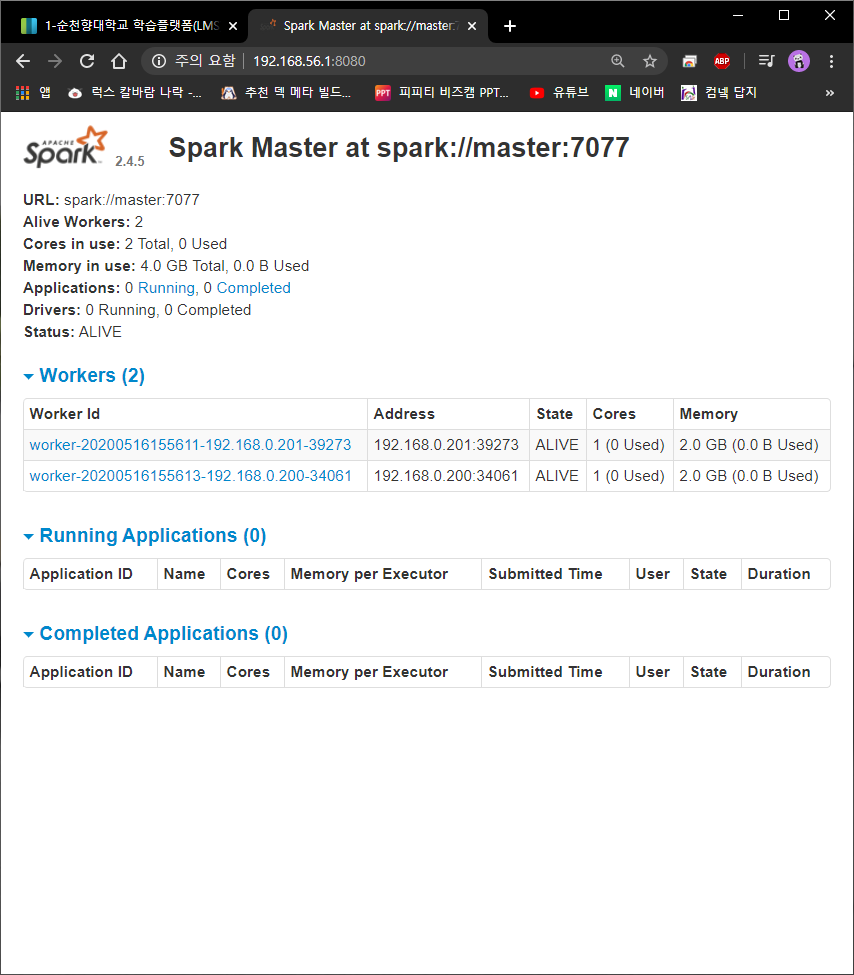 1-순천향대학교 학습플랫폼(LMS
Spark Master at spark://master:7
주의 요함 192.168.56.1:8080
ABP
앱 럭스 칼바람 나락 -... 추천 덱 메타 빌드... PPT 피피티 비즈캠 PPT... 유튜브 N 네이버 컴넼 답지 »
APACHE Spark 2.4.5 Spark Master at spark://master:7077
URL: spark://master:7077
Alive Workers: 2
Cores in use: 2 Total, 0 Used
Memory in use: 4.0 GB Total, 0.0 B Used
Applications: 0 Running, 0 Completed
Drivers: 0 Running, 0 Completed
Status: ALIVE
Workers (2)
Worker Id Address State Cores Memory
worker-20200516155611-192.168.0.201-39273 192.168.0.201:39273 ALIVE 1 (0 Used) 2.0 GB (0.0 B Used)
worker-20200516155613-192.168.0.200-34061 192.168.0.200:34061 ALIVE 1 (0 Used) 2.0 GB (0.0 B Used)
Running Applications (0)
Application ID Name Cores Memory per Executor Submitted Time User State Duration
Completed Applications (0)
Application ID Name Cores Memory per Executor Submitted Time User State Duration